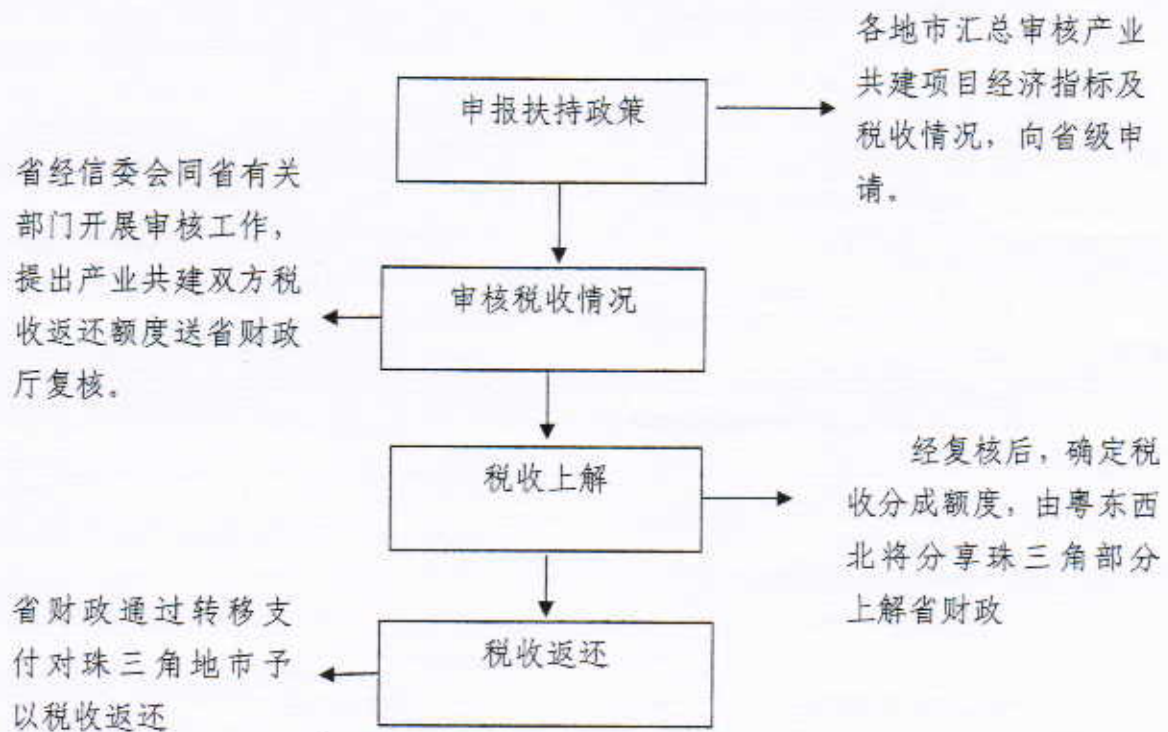 各地市汇总审核产业
共建项目经济指标及
税收情况，向省级申
请。
申报扶持政策
省经信委会同省有关
部门开展审核工作，
提出产业共建双方税
收返还额度送省财政
厅复核。
审核税收情况
税收上解
经复核后，确定税
收分成额度，由粤东西
北将分享珠三角部分
上解省财政
省财政通过转移支
付对珠三角地市予
以税收返还
税收返还